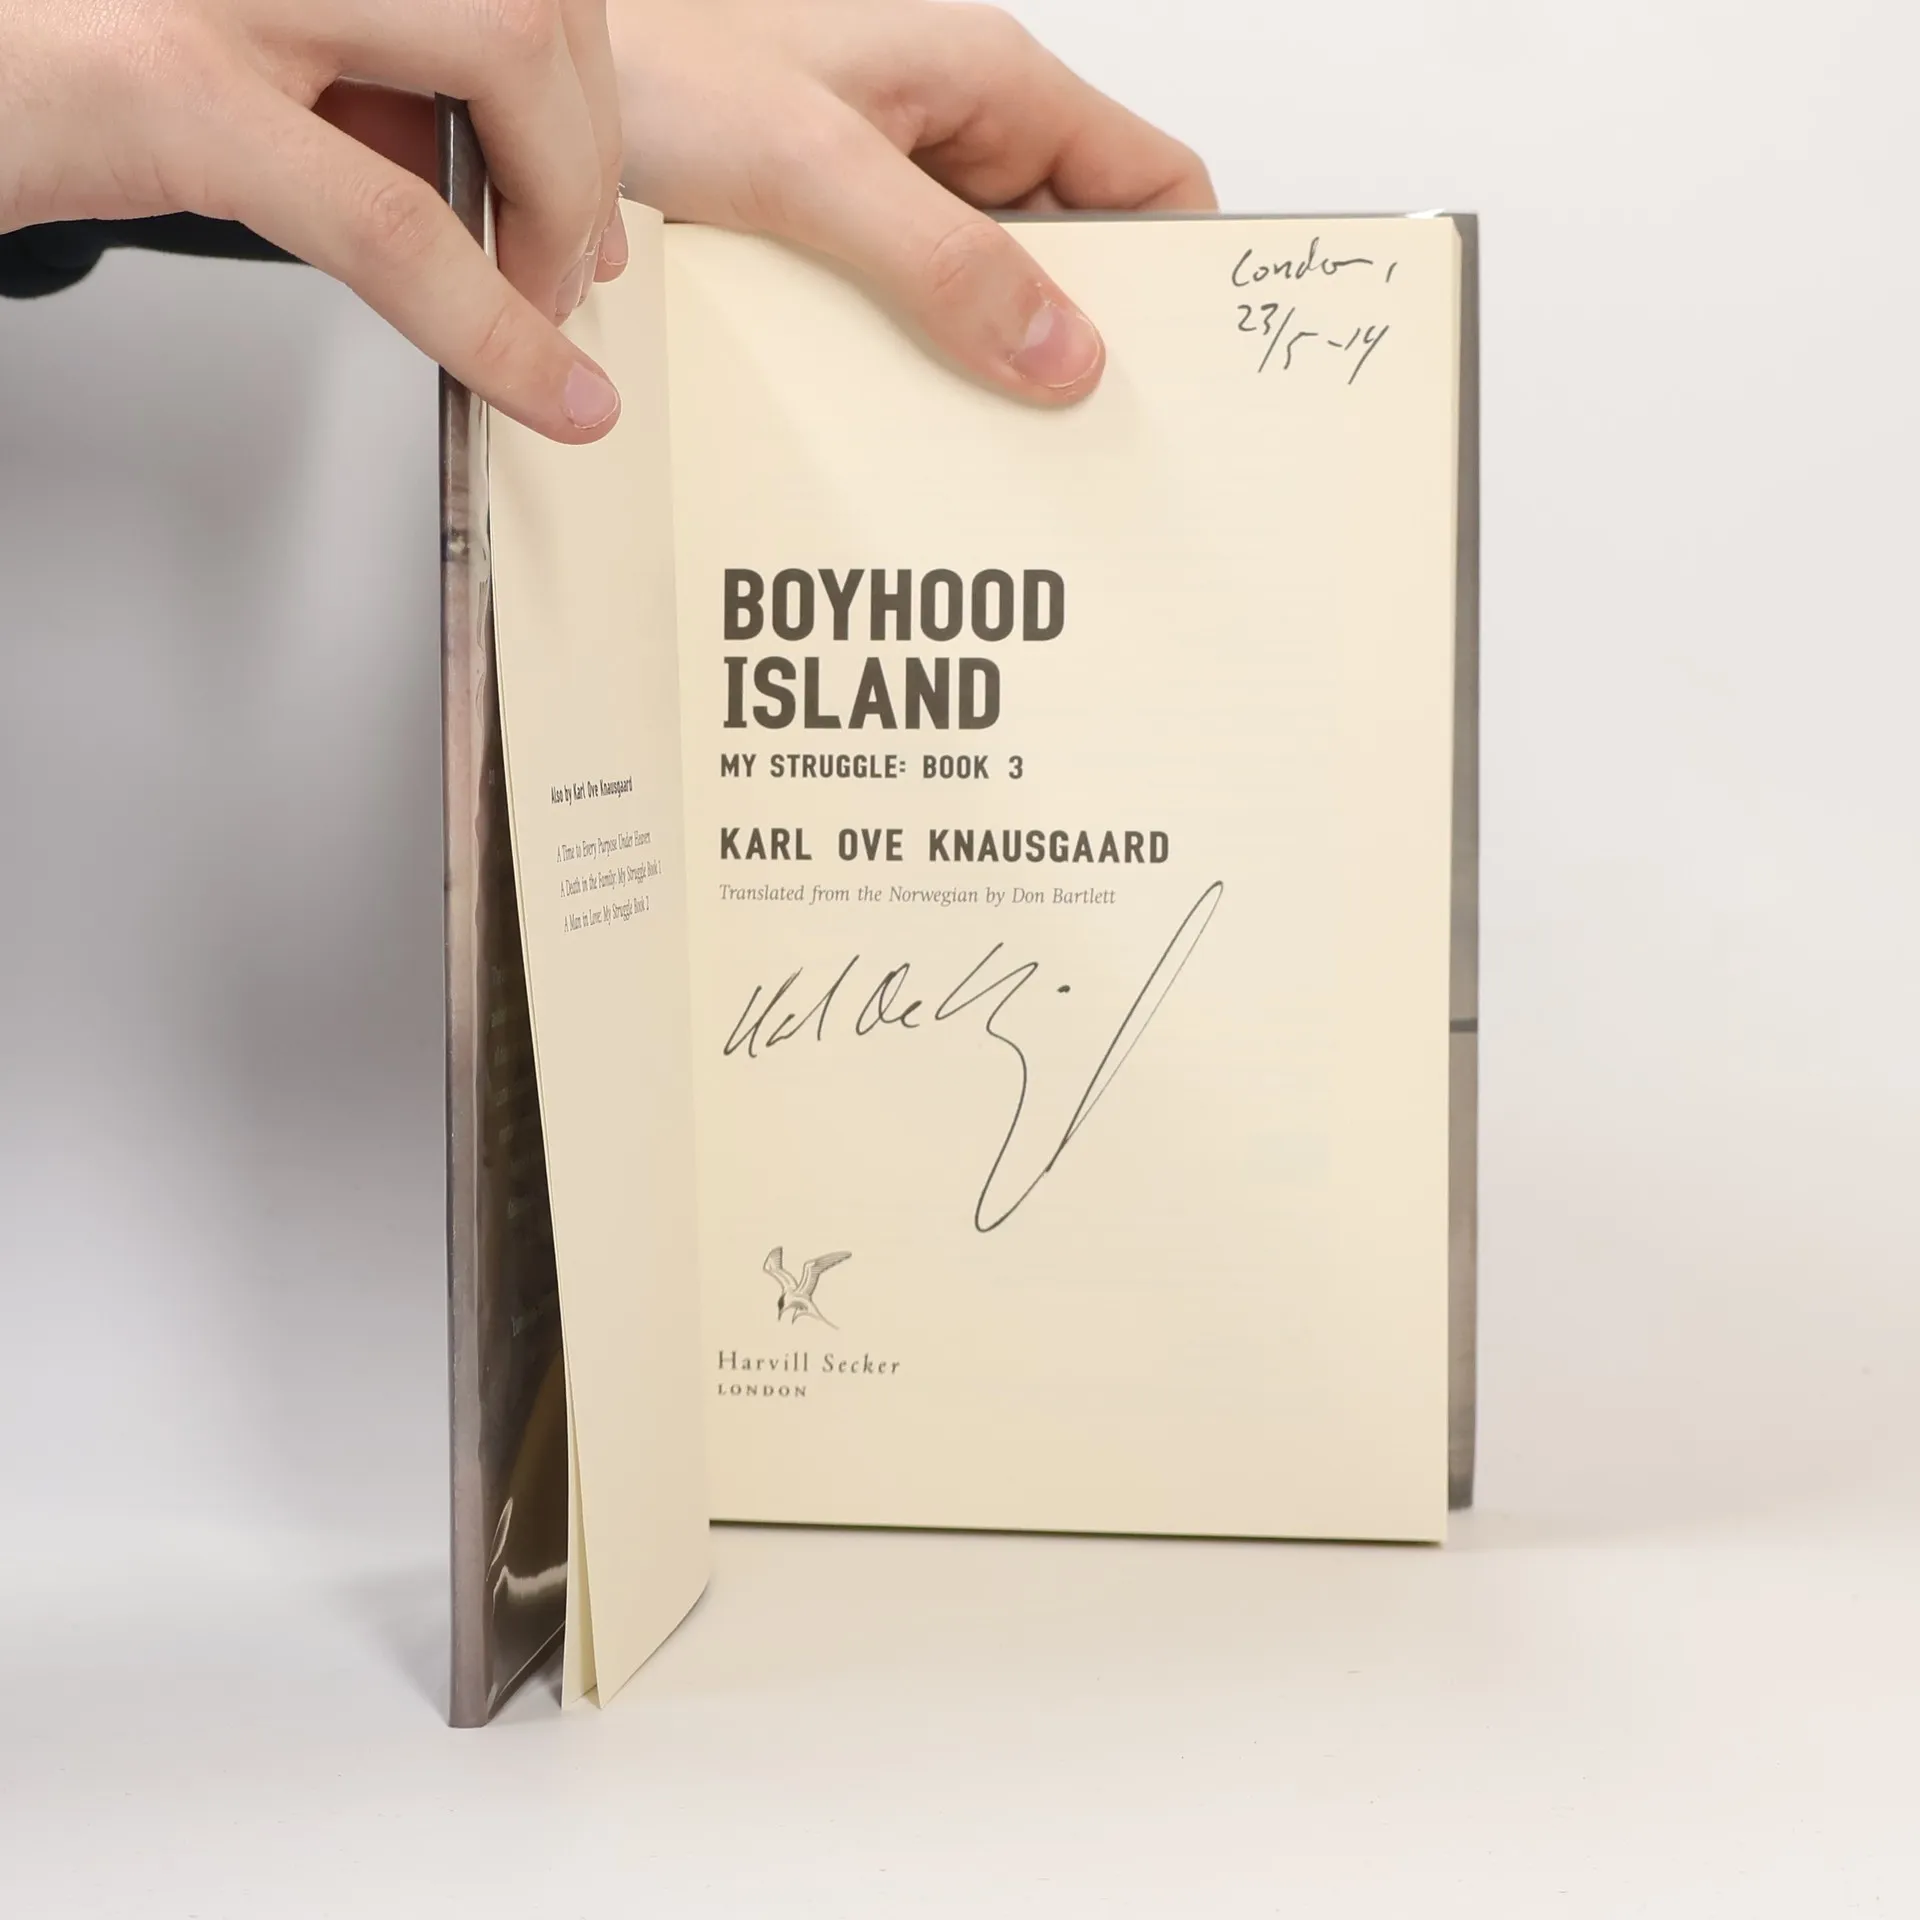 Also by Karl Ove Knausgaard
A Time to Every Purpose Under Heaven
A Death in the Family: My Struggle Book 1
A Man in Love: My Struggle Book 2
London,
23/5-14
BOYHOOD
ISLAND
MY STRUGGLE: BOOK 3
KARL OVE KNAUSGAARD
Translated from the Norwegian by Don Bartlett
Karl Ove
Harvill Secker
LONDON